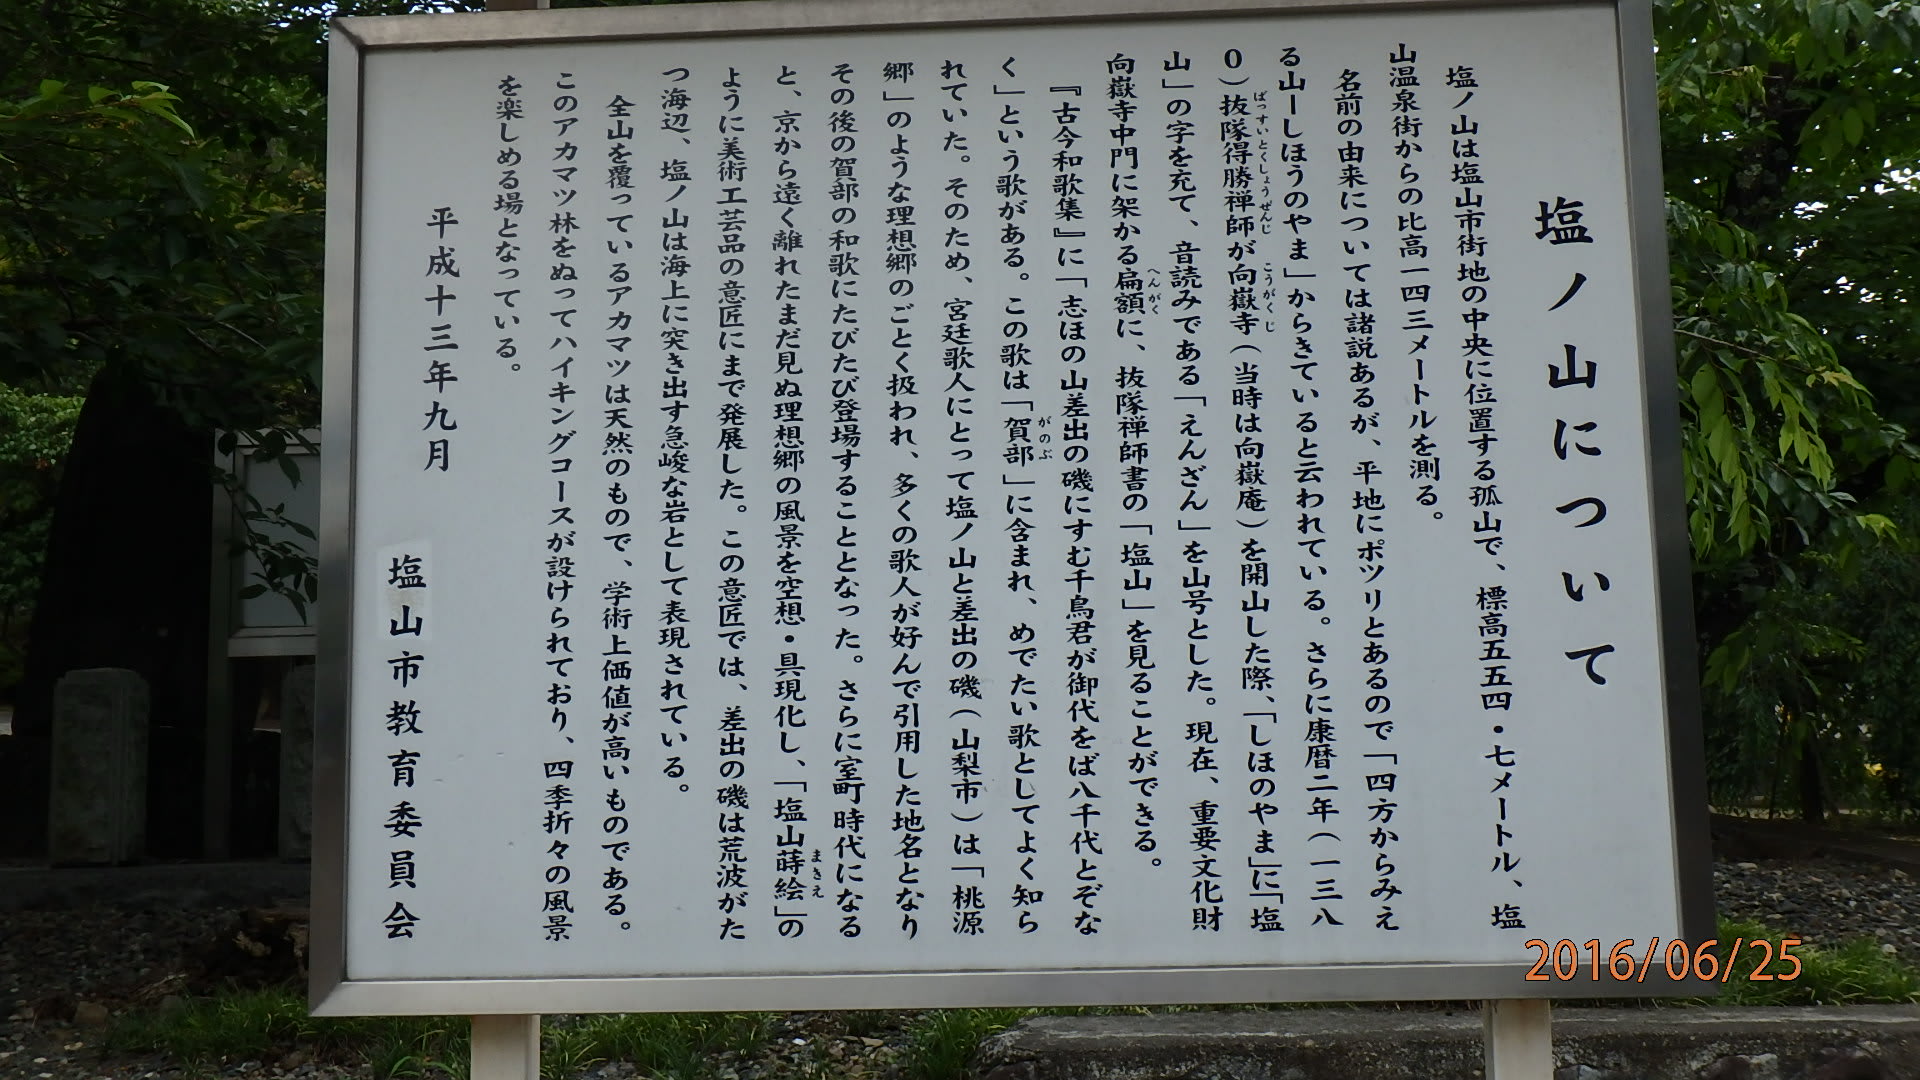 塩ノ山について
塩ノ山は塩山市街地の中央に位置する孤山で、標高五五四・七メートル、塩
山温泉街からの比高一四三メートルを測る。
名前の由来については諸説あるが、平地にポツリとあるので「四方からみえ
る山ーしほうのやま」からきていると云われている。さらに康暦二年(一三八
0)抜隊得勝禅師が向嶽寺(当時は向嶽庵)を開山した際、「しほのやま」に「塩
ばっすいとくしょうぜんじ こうがくじ
山」の字を充て、音読みである「えんざん」を山号とした。現在、重要文化財
向嶽寺中門に架かる扁額に、抜隊禅師書の「塩山」を見ることができる。
へんがく
『古今和歌集』に「志ほの山差出の磯にすむ千鳥君が御代をば八千代とぞな
く」という歌がある。この歌は「賀部」に含まれ、めでたい歌としてよく知ら
がのぶ
れていた。そのため、宮廷歌人にとって塩ノ山と差出の磯(山梨市)は「桃源
郷」のような理想郷のごとく扱われ、多くの歌人が好んで引用した地名となり
その後の賀部の和歌にたびたび登場することとなった。さらに室町時代になる
と、京から遠く離れたまだ見ぬ理想郷の風景を空想・具現化し、「塩山蒔絵」の
まきえ
ように美術工芸品の意匠にまで発展した。この意匠では、差出の磯は荒波がた
つ海辺、塩ノ山は海上に突き出す急峻な岩として表現されている。
全山を覆っているアカマツは天然のもので、学術上価値が高いものである。
このアカマツ林をぬってハイキングコースが設けられており、四季折々の風景
を楽しめる場となっている。
平成十三年九月
塩山市教育委員会
2016/06/25